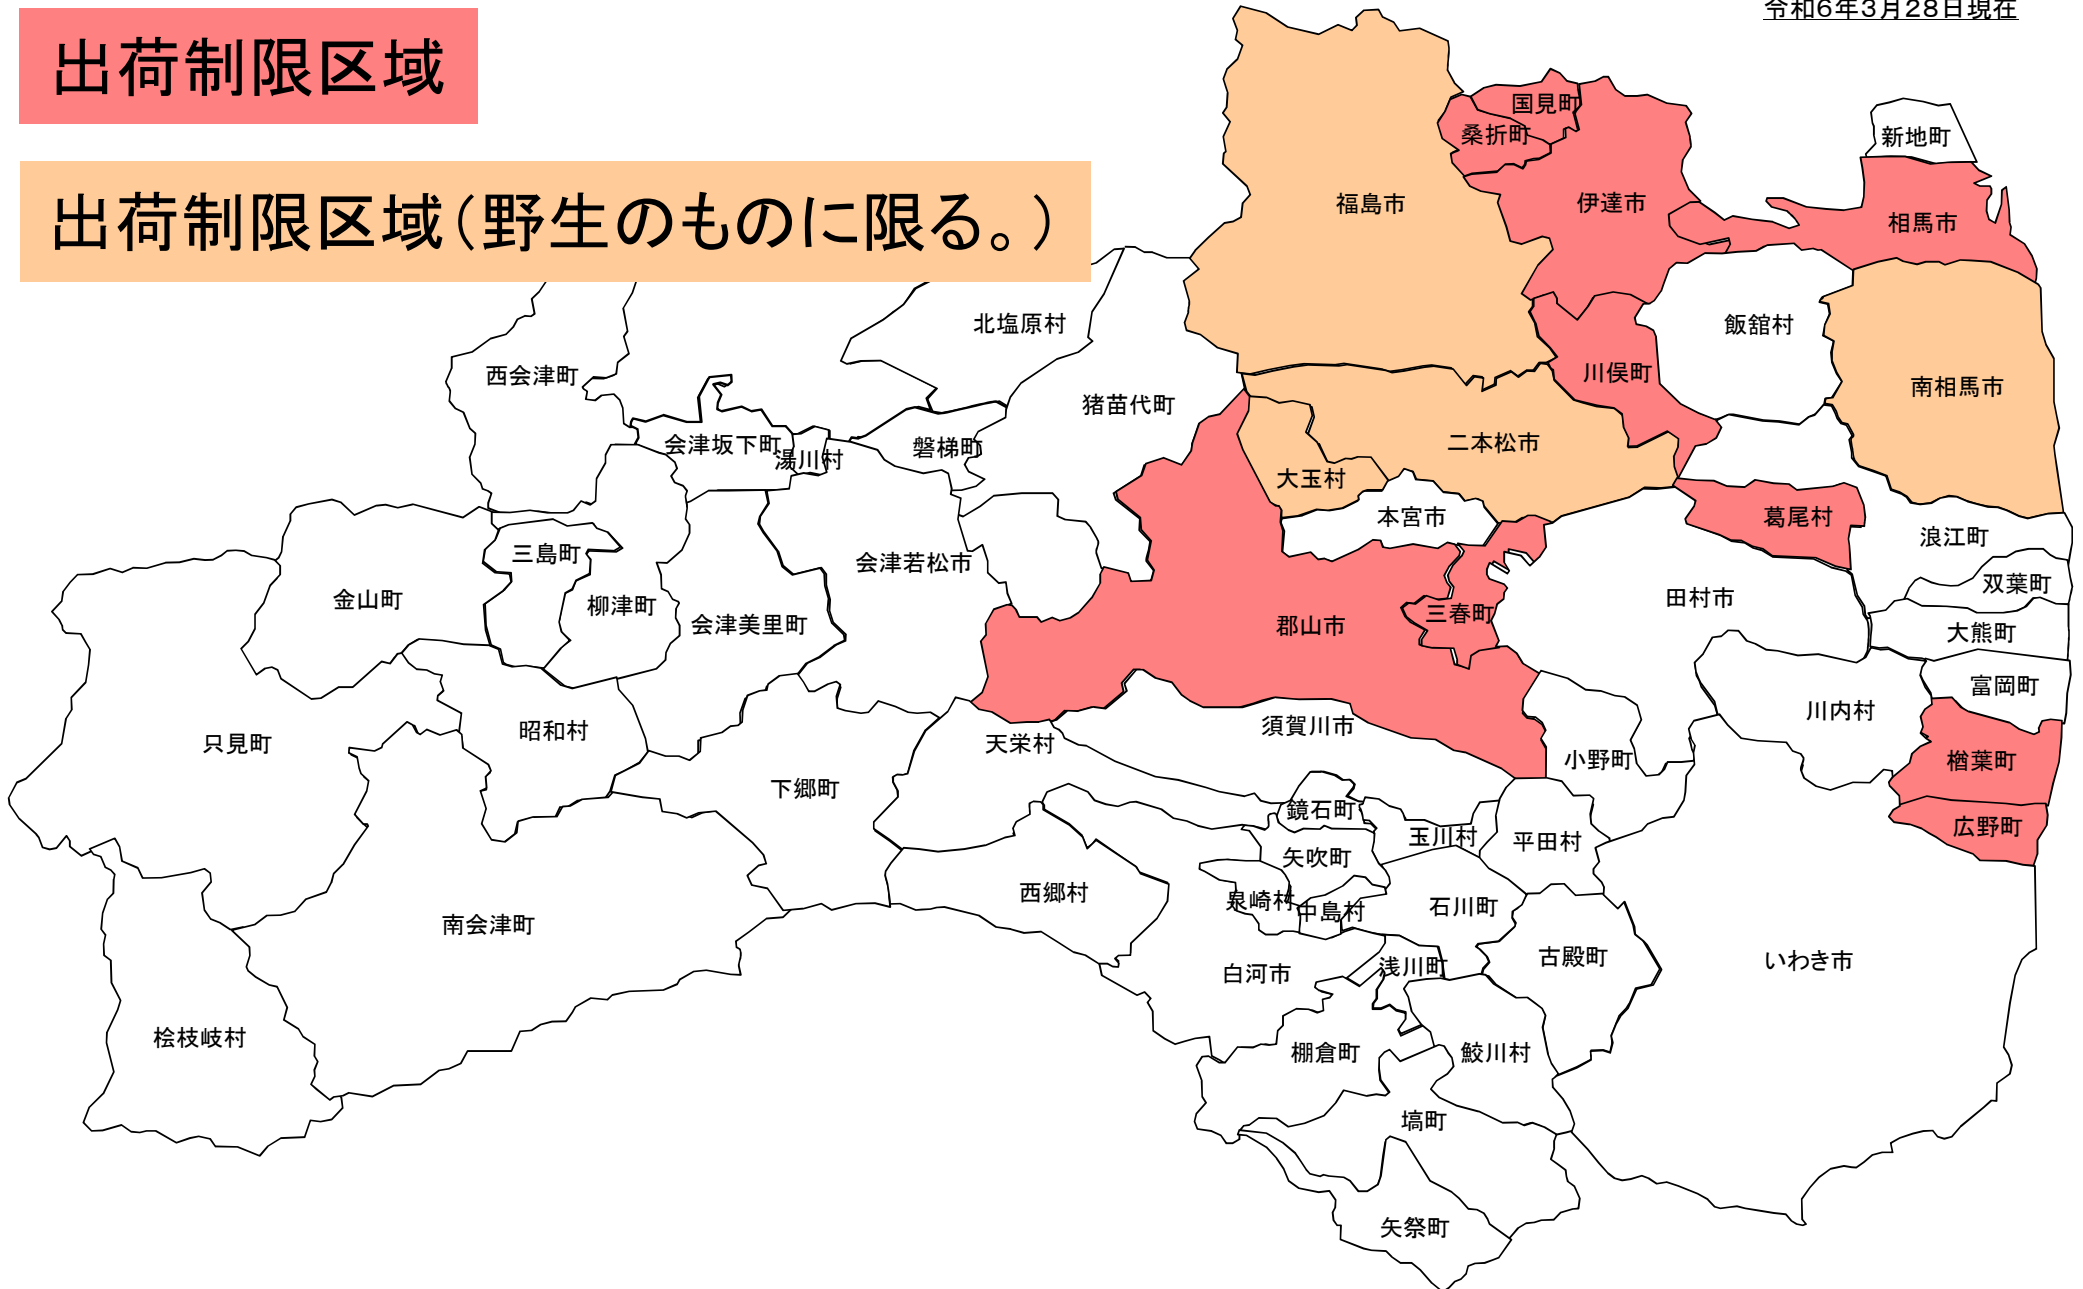 令和6年3月28日現在
出荷制限区域
出荷制限区域(野生のものに限る。)
国見町
桑折町
新地町
福島市
伊達市
相馬市
北塩原村
飯舘村
西会津町
川俣町
南相馬市
猪苗代町
会津坂下町
湯川村
磐梯町
二本松市
大玉村
本宮市
葛尾村
浪江町
三島町
会津若松市
双葉町
金山町
柳津町
会津美里町
田村市
三春町
郡山市
大熊町
富岡町
川内村
只見町
昭和村
天栄村
須賀川市
小野町
楢葉町
下郷町
鏡石町
玉川村
平田村
広野町
矢吹町
西郷村
泉崎村
中島村
石川町
南会津町
古殿町
いわき市
白河市
浅川町
桧枝岐村
棚倉町
鮫川村
塙町
矢祭町